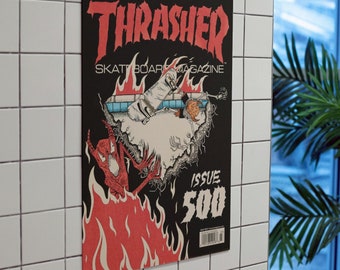 THRASHER
SKATEBOARD MAGAZINE
ISSUE
500